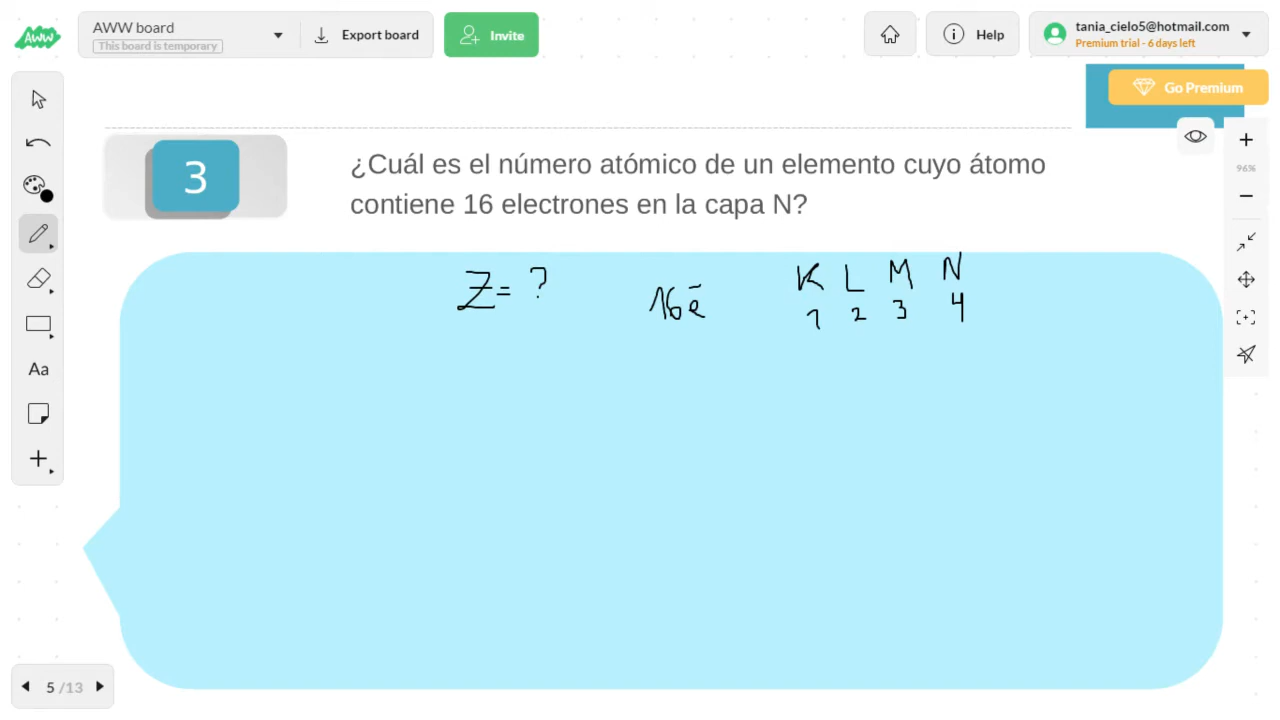 AWW
AWW board
This board is temporary
Export board
Invite
Help
tania_cielo5@hotmail.com
Premium trial - 6 days left
Go Premium
3
¿Cuál es el número atómico de un elemento cuyo átomo
contiene 16 electrones en la capa N?
96%
Z = ?
16e̅
K L M N
1 2 3 4
Aa
5 /13